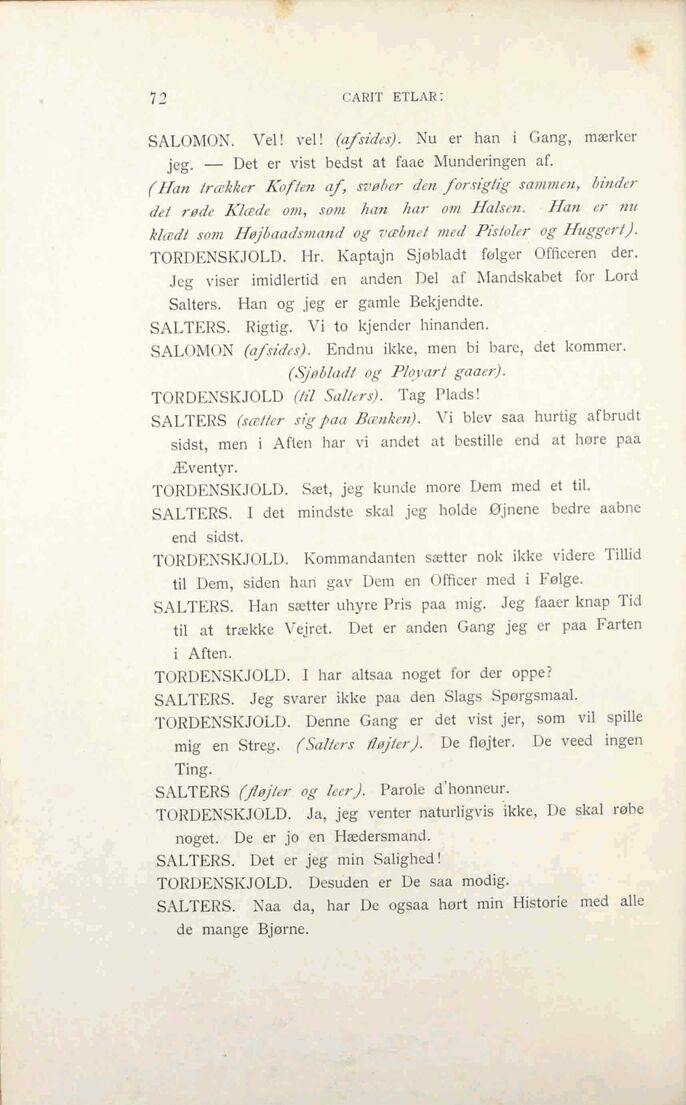 72
CARIT ETLAR:
SALOMON. Vel! vel! (afsides). Nu er han i Gang, mærker
jeg. — Det er vist bedst at faae Munderingen af.
(Han trækker Koften af, svøber den forsigtig sammen, binder
det røde Klæde om, som han har om Halsen. Han er nu
klædt som Højbaadsmand og væbnet med Pistoler og Huggert).
TORDENSKJOLD. Hr. Kaptajn Sjøbladt følger Officeren der.
Jeg viser imidlertid en anden Del af Mandskabet for Lord
Salters. Han og jeg er gamle Bekjendte.
SALTERS. Rigtig. Vi to kjender hinanden.
SALOMON (afsides). Endnu ikke, men bi bare, det kommer.
(Sjøbladt og Ployart gaaer).
TORDENSKJOLD (til Salters). Tag Plads!
SALTERS (sætter sig paa Bænken). Vi blev saa hurtig afbrudt
sidst, men i Aften har vi andet at bestille end at høre paa
Æventyr.
TORDENSKJOLD. Sæt, jeg kunde more Dem med et til.
SALTERS. I det mindste skal jeg holde Øjnene bedre aabne
end sidst.
TORDENSKJOLD. Kommandanten sætter nok ikke videre Tillid
til Dem, siden han gav Dem en Officer med i Følge.
SALTERS. Han sætter uhyre Pris paa mig. Jeg faaer knap Tid
til at trække Vejret. Det er anden Gang jeg er paa Farten
i Aften.
TORDENSKJOLD. I har altsaa noget for der oppe?
SALTERS. Jeg svarer ikke paa den Slags Spørgsmaal.
TORDENSKJOLD. Denne Gang er det vist jer, som vil spille
mig en Streg. (Salters fløjter). De fløjter. De veed ingen
Ting.
SALTERS (fløjter og leer). Parole d'honneur.
TORDENSKJOLD. Ja, jeg venter naturligvis ikke, De skal røbe
noget. De er jo en Hædersmand.
SALTERS. Det er jeg min Salighed!
TORDENSKJOLD. Desuden er De saa modig.
SALTERS. Naa da, har De ogsaa hørt min Historie med alle
de mange Bjørne.